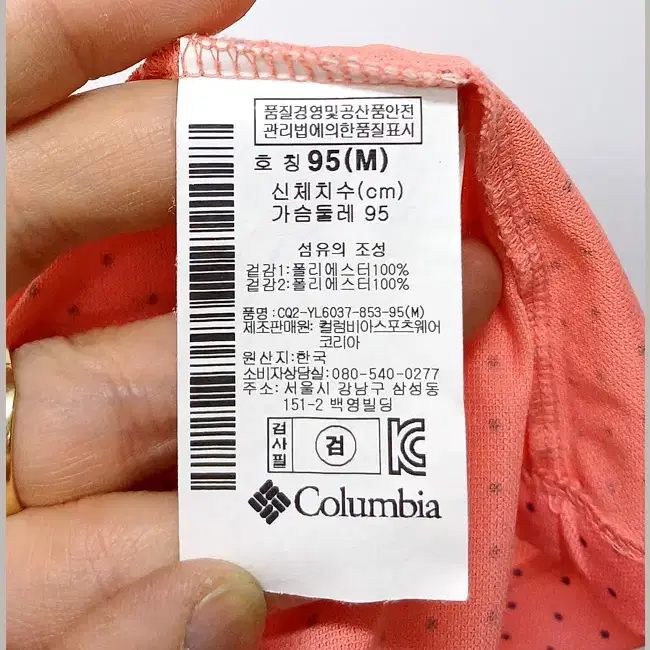 품질경영및공산품안전
관리법에의한품질표시
호 칭 95(M)
신체치수(cm)
가슴둘레 95
섬유의 조성
겉감1:폴리에스터100%
겉감2:폴리에스터100%
품명:CQ2-YL6037-853-95(M)
제조판매원: 컬럼비아스포츠웨어
코리아
원산지:한국
소비자상담실:080-540-0277
주소: 서울시 강남구 삼성동
151-2 백영빌딩
검사필 검
Columbia